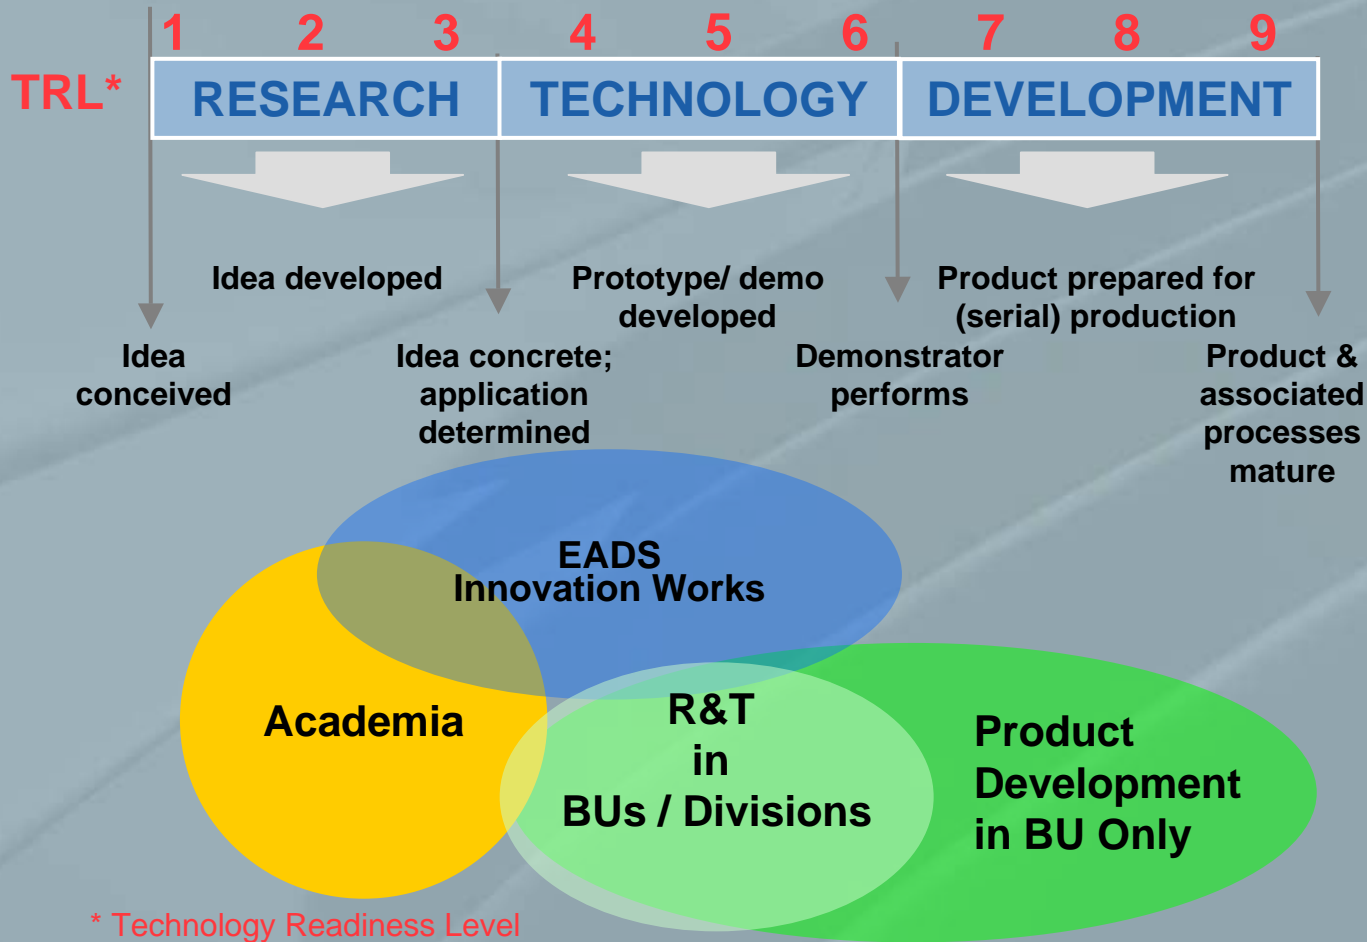 1 2 3 4 5 6 7 8 9
TRL*
RESEARCH
TECHNOLOGY
DEVELOPMENT
Idea developed
Prototype/ demo
developed
Product prepared for
(serial) production
Idea
conceived
Idea concrete;
application
determined
Demonstrator
performs
Product &
associated
processes
mature
EADS
Innovation Works
Academia
R&T
in
BUs / Divisions
Product
Development
in BU Only
* Technology Readiness Level